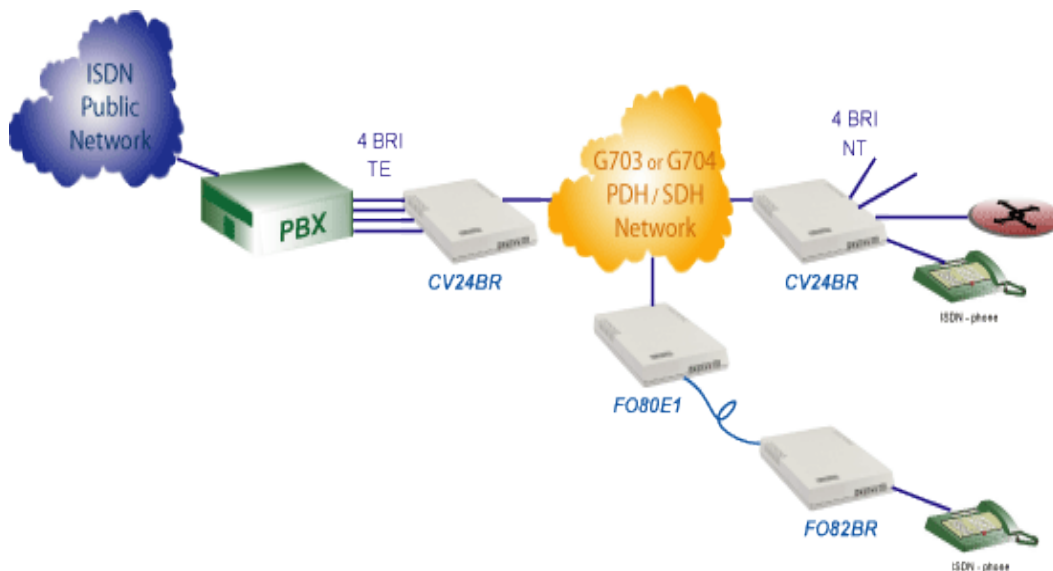 ISDN
Public
Network
4 BRI
TE
PBX
CV24BR
G703 or G704
PDH / SDH
Network
4 BRI
NT
CV24BR
ISDN - phone
FO80E1
FO82BR
ISDN - phone